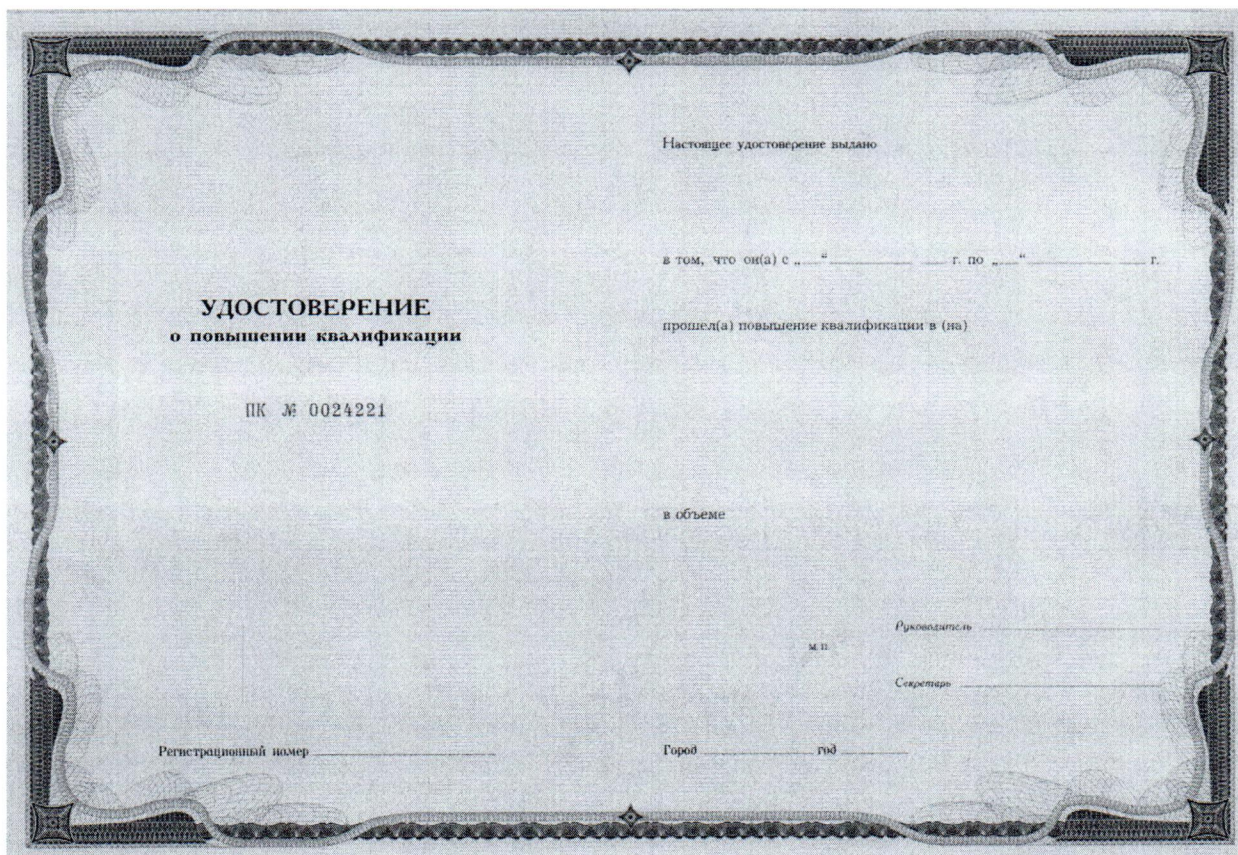 УДОСТОВЕРЕНИЕ
о повышении квалификации
ПК № 0024221
Регистрационный номер
Настоящее удостоверение выдано
в том, что он(а) с „ “ г. по „ “ г.
прошел(а) повышение квалификации в (на)
в объеме
Руководитель
м.п.
Секретарь
Город год